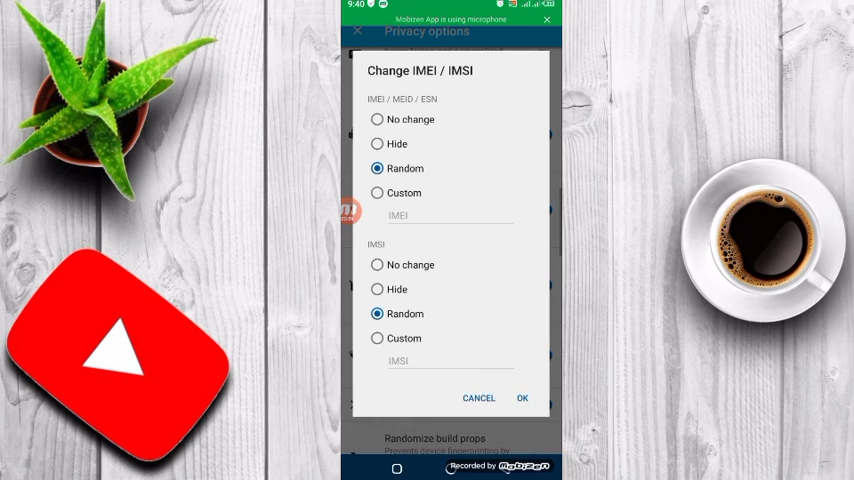 9:40
Mobizen App is using microphone
Privacy options
Change IMEI / IMSI
IMEI / MEID / ESN
No change
Hide
Random
Custom
IMEI
IMSI
No change
Hide
Random
Custom
IMSI
CANCEL OK
Randomize build props
Prevents device fingerprinting by
Recorded by mobizen